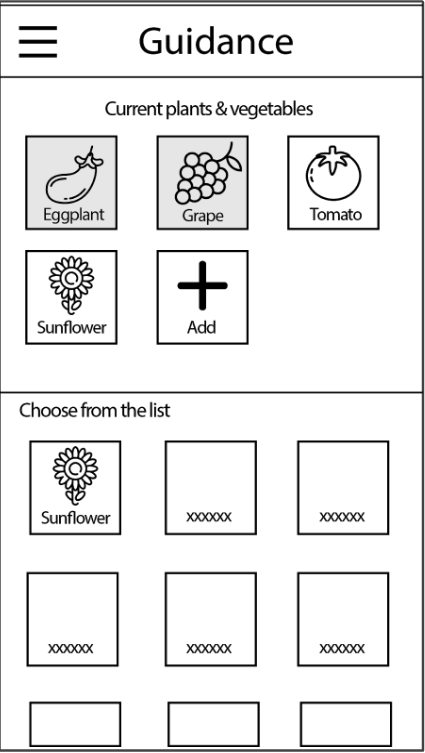 Guidance
Current plants & vegetables
Eggplant
Grape
Tomato
Sunflower
Add
Choose from the list
Sunflower
xxxxxx
xxxxxx
xxxxxx
xxxxxx
xxxxxx